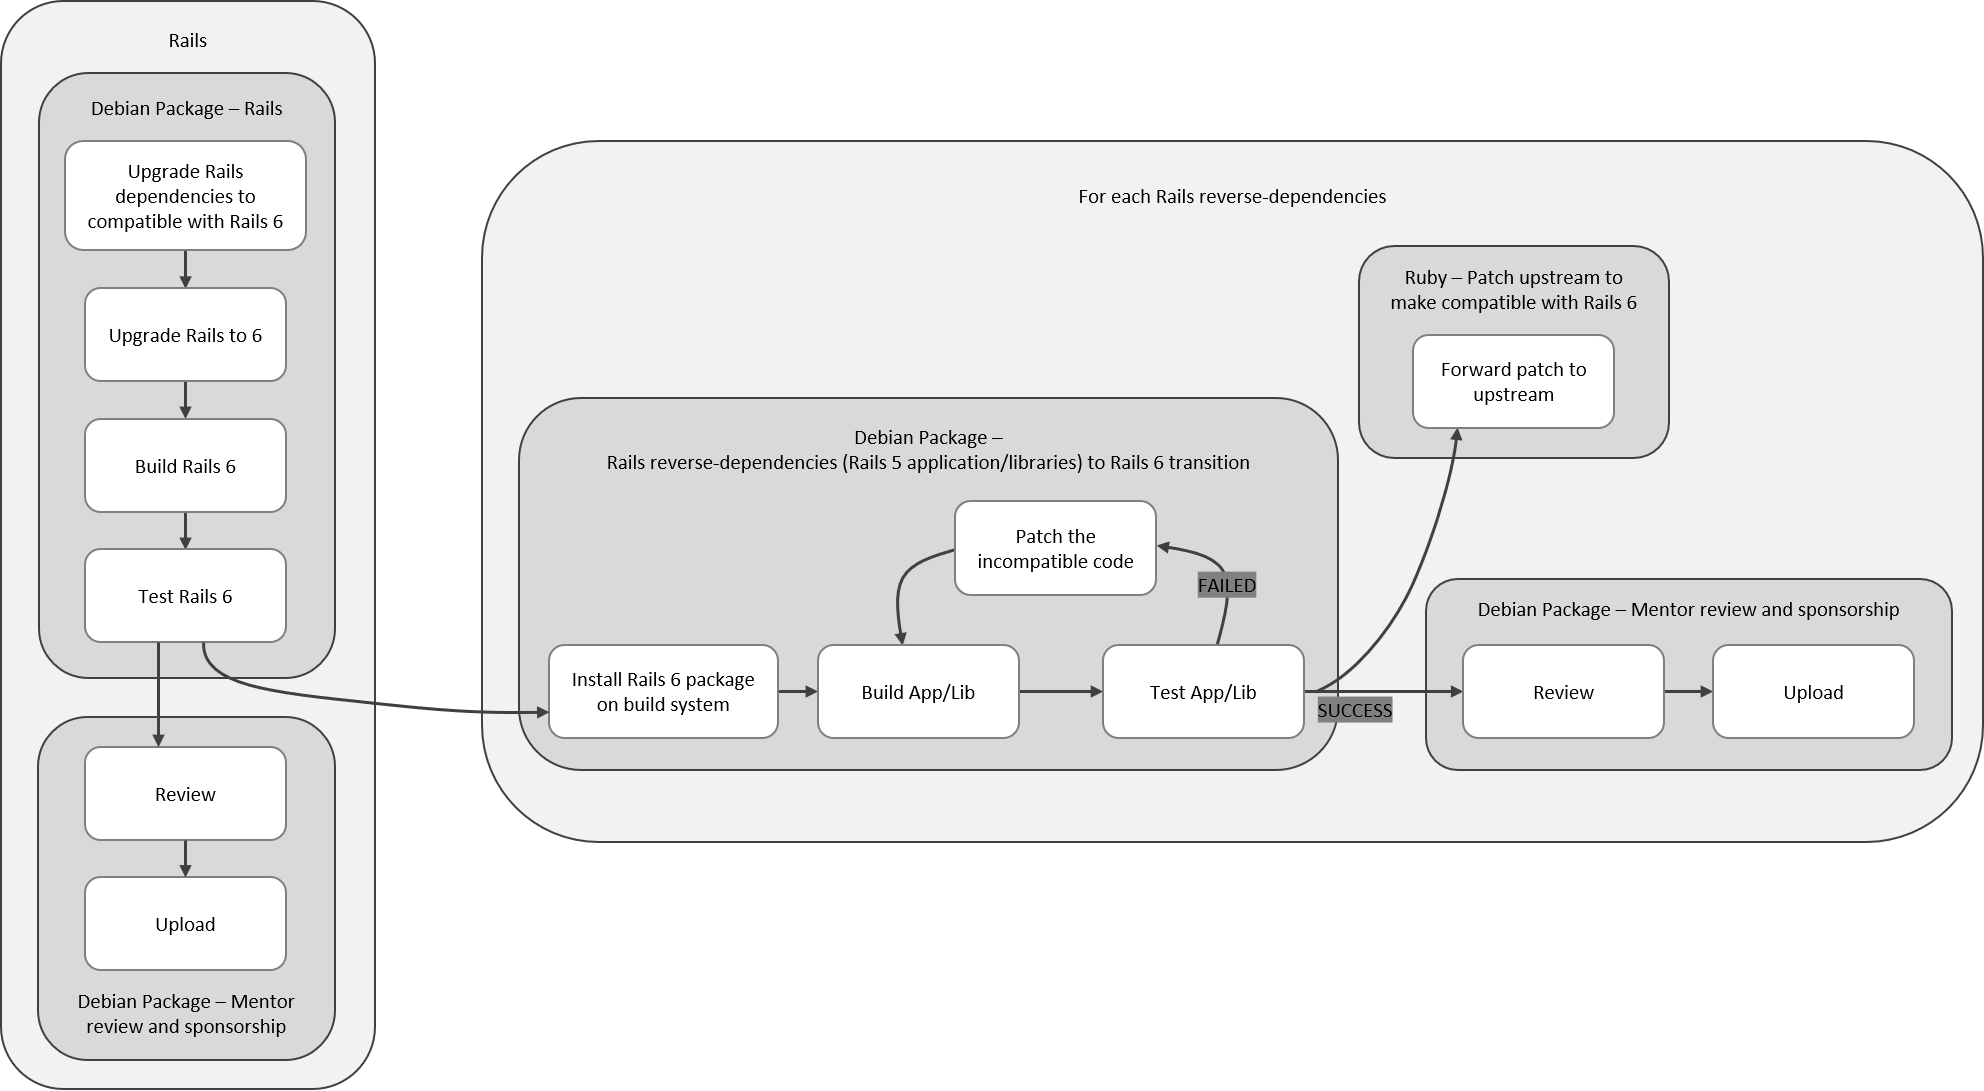 Rails
Debian Package – Rails
Upgrade Rails
dependencies to
compatible with Rails 6
Upgrade Rails to 6
Build Rails 6
Test Rails 6
Review
Upload
Debian Package – Mentor
review and sponsorship
For each Rails reverse-dependencies
Ruby – Patch upstream to
make compatible with Rails 6
Forward patch to
upstream
Debian Package –
Rails reverse-dependencies (Rails 5 application/libraries) to Rails 6 transition
Patch the
incompatible code
FAILED
Install Rails 6 package
on build system
Build App/Lib
Test App/Lib
SUCCESS
Debian Package – Mentor review and sponsorship
Review
Upload